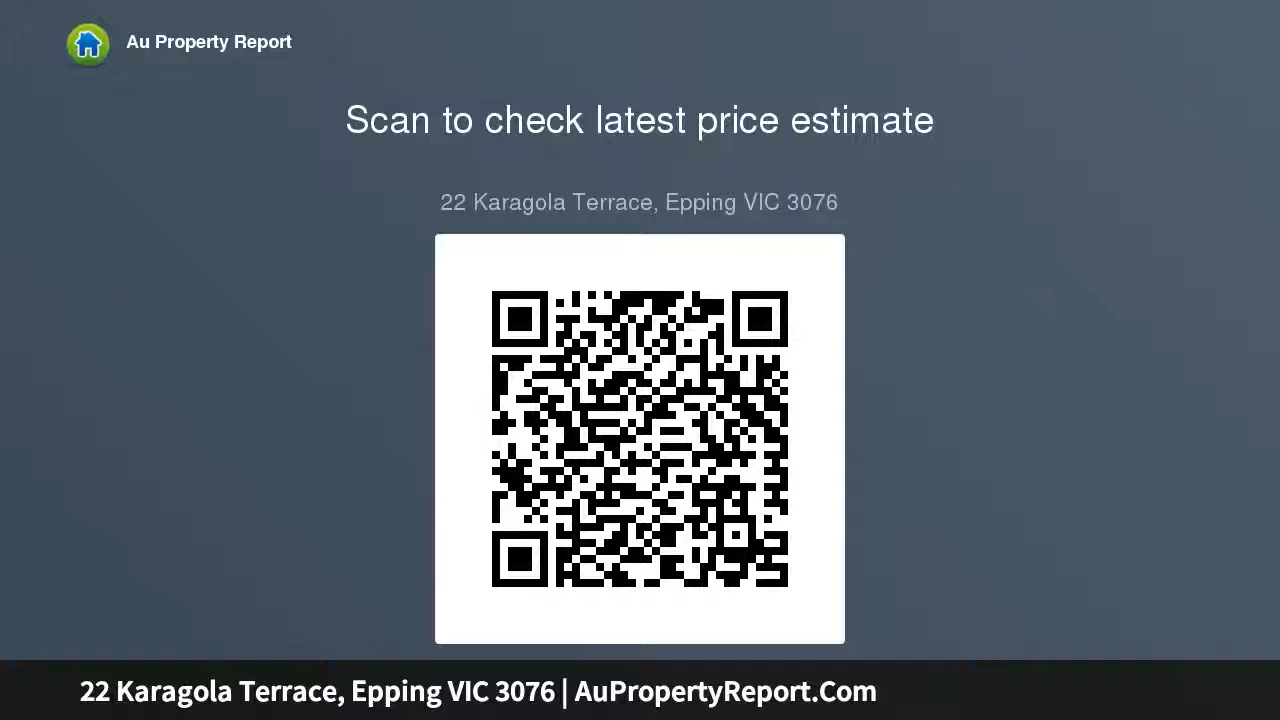 Au Property Report
Scan to check latest price estimate
22 Karagola Terrace, Epping VIC 3076
22 Karagola Terrace, Epping VIC 3076 | AuPropertyReport.Com